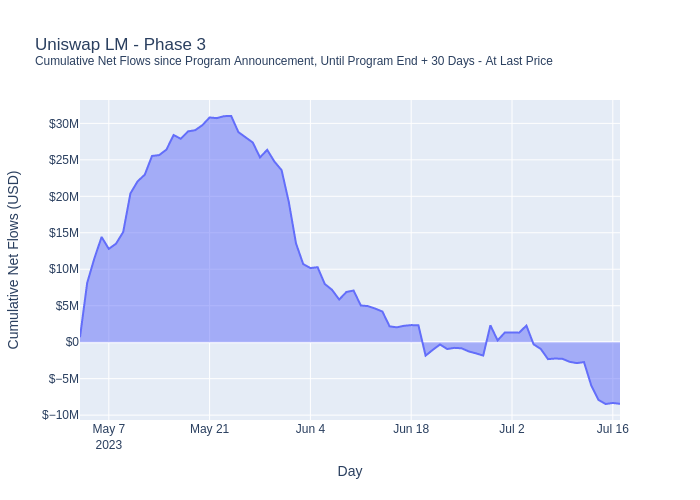 Uniswap LM - Phase 3
Cumulative Net Flows since Program Announcement, Until Program End + 30 Days - At Last Price
Cumulative Net Flows (USD)
$30M
$25M
$20M
$15M
$10M
$5M
$0
$−5M
$−10M
May 7
2023
May 21
Jun 4
Jun 18
Jul 2
Jul 16
Day